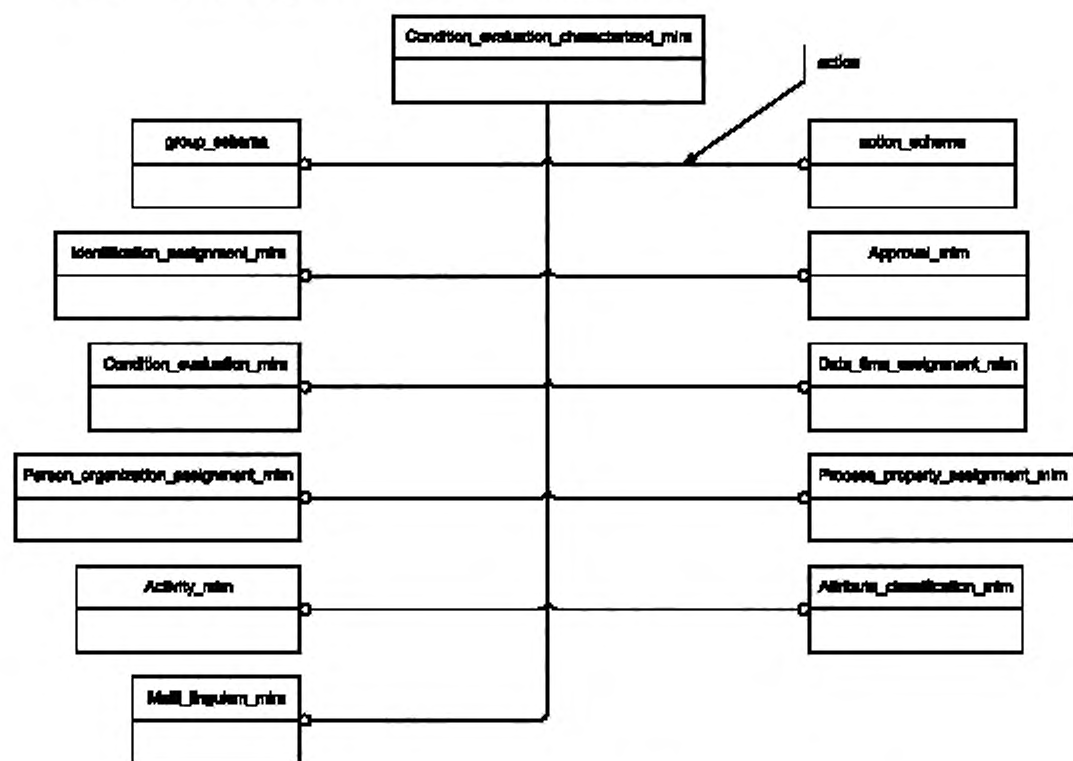 Condition_evaluation_characterized_mim
action
group_schema
action_schema
Identification_assignment_mim
Approval_mim
Condition_evaluation_mim
Date_time_assignment_mim
Person_organization_assignment_mim
Process_property_assignment_mim
Activity_mim
Attribute_classification_mim
Multi_linguism_mim